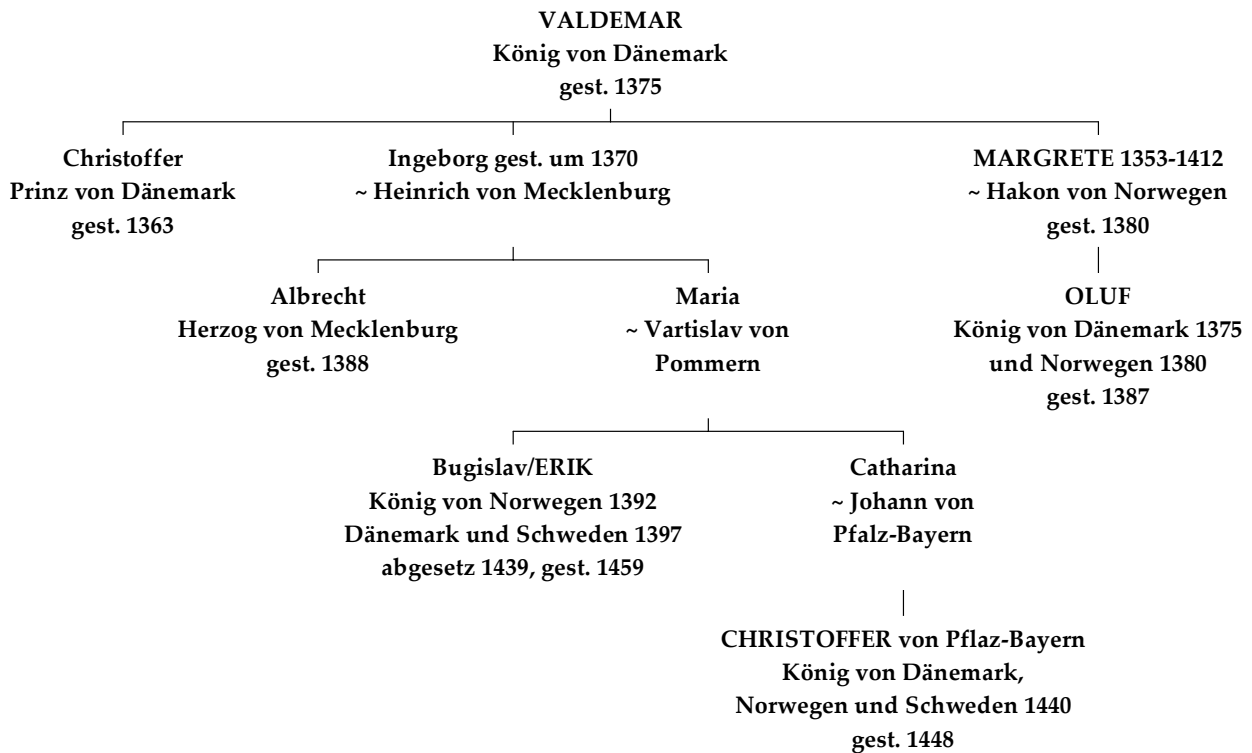 VALDEMAR
König von Dänemark
gest. 1375
Christoffer
Prinz von Dänemark
gest. 1363
Ingeborg gest. um 1370
~ Heinrich von Mecklenburg
MARGRETE 1353-1412
~ Hakon von Norwegen
gest. 1380
Albrecht
Herzog von Mecklenburg
gest. 1388
Maria
~ Vartislav von
Pommern
OLUF
König von Dänemark 1375
und Norwegen 1380
gest. 1387
Bugislav/ERIK
König von Norwegen 1392
Dänemark und Schweden 1397
abgesetz 1439, gest. 1459
Catharina
~ Johann von
Pfalz-Bayern
CHRISTOFFER von Pflaz-Bayern
König von Dänemark,
Norwegen und Schweden 1440
gest. 1448